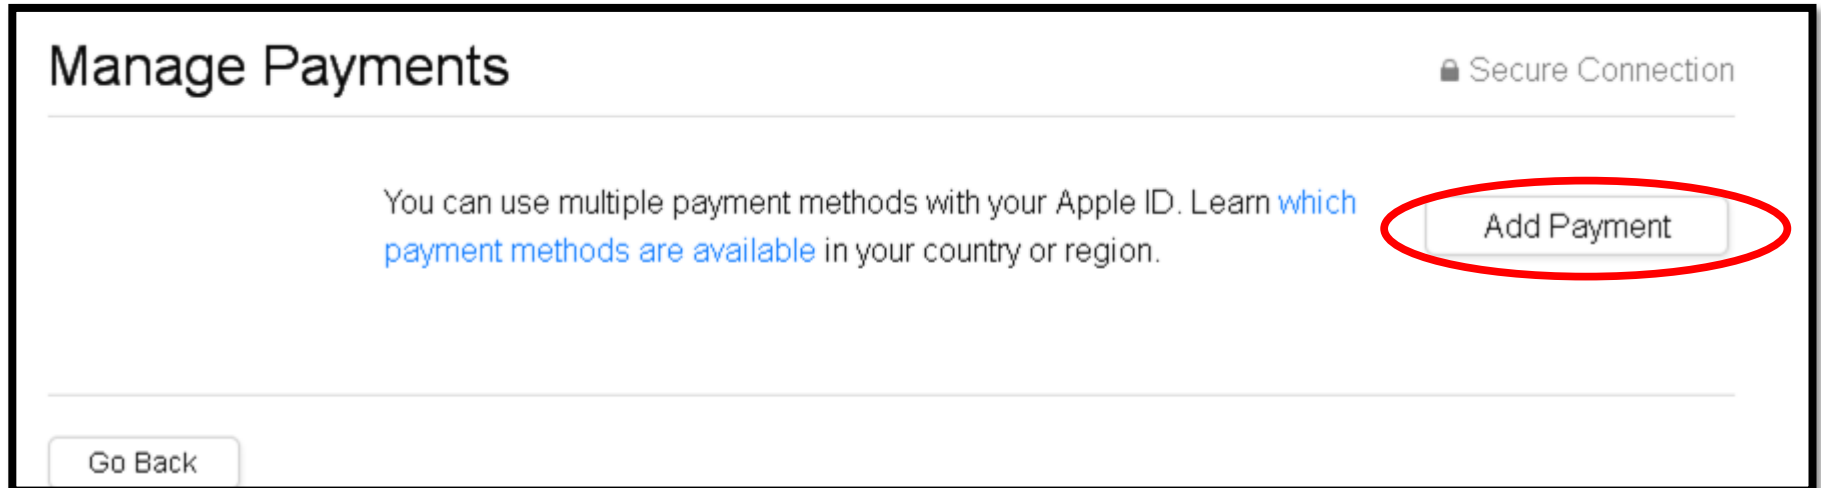 Manage Payments
Secure Connection
You can use multiple payment methods with your Apple ID. Learn which
payment methods are available in your country or region.
Add Payment
Go Back